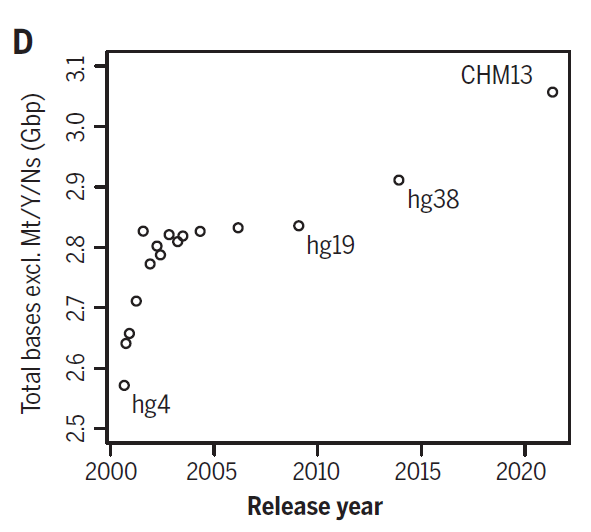 D
Total bases excl. Mt/Y/Ns (Gbp)
3.1
3.0
2.9
2.8
2.7
2.6
2.5
CHM13
hg38
hg19
hg4
2000 2005 2010 2015 2020
Release year